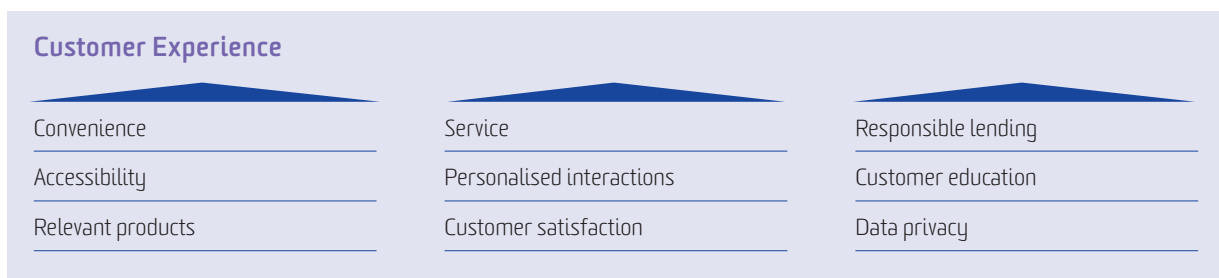 Customer Experience
Convenience
Accessibility
Relevant products
Service
Personalised interactions
Customer satisfaction
Responsible lending
Customer education
Data privacy